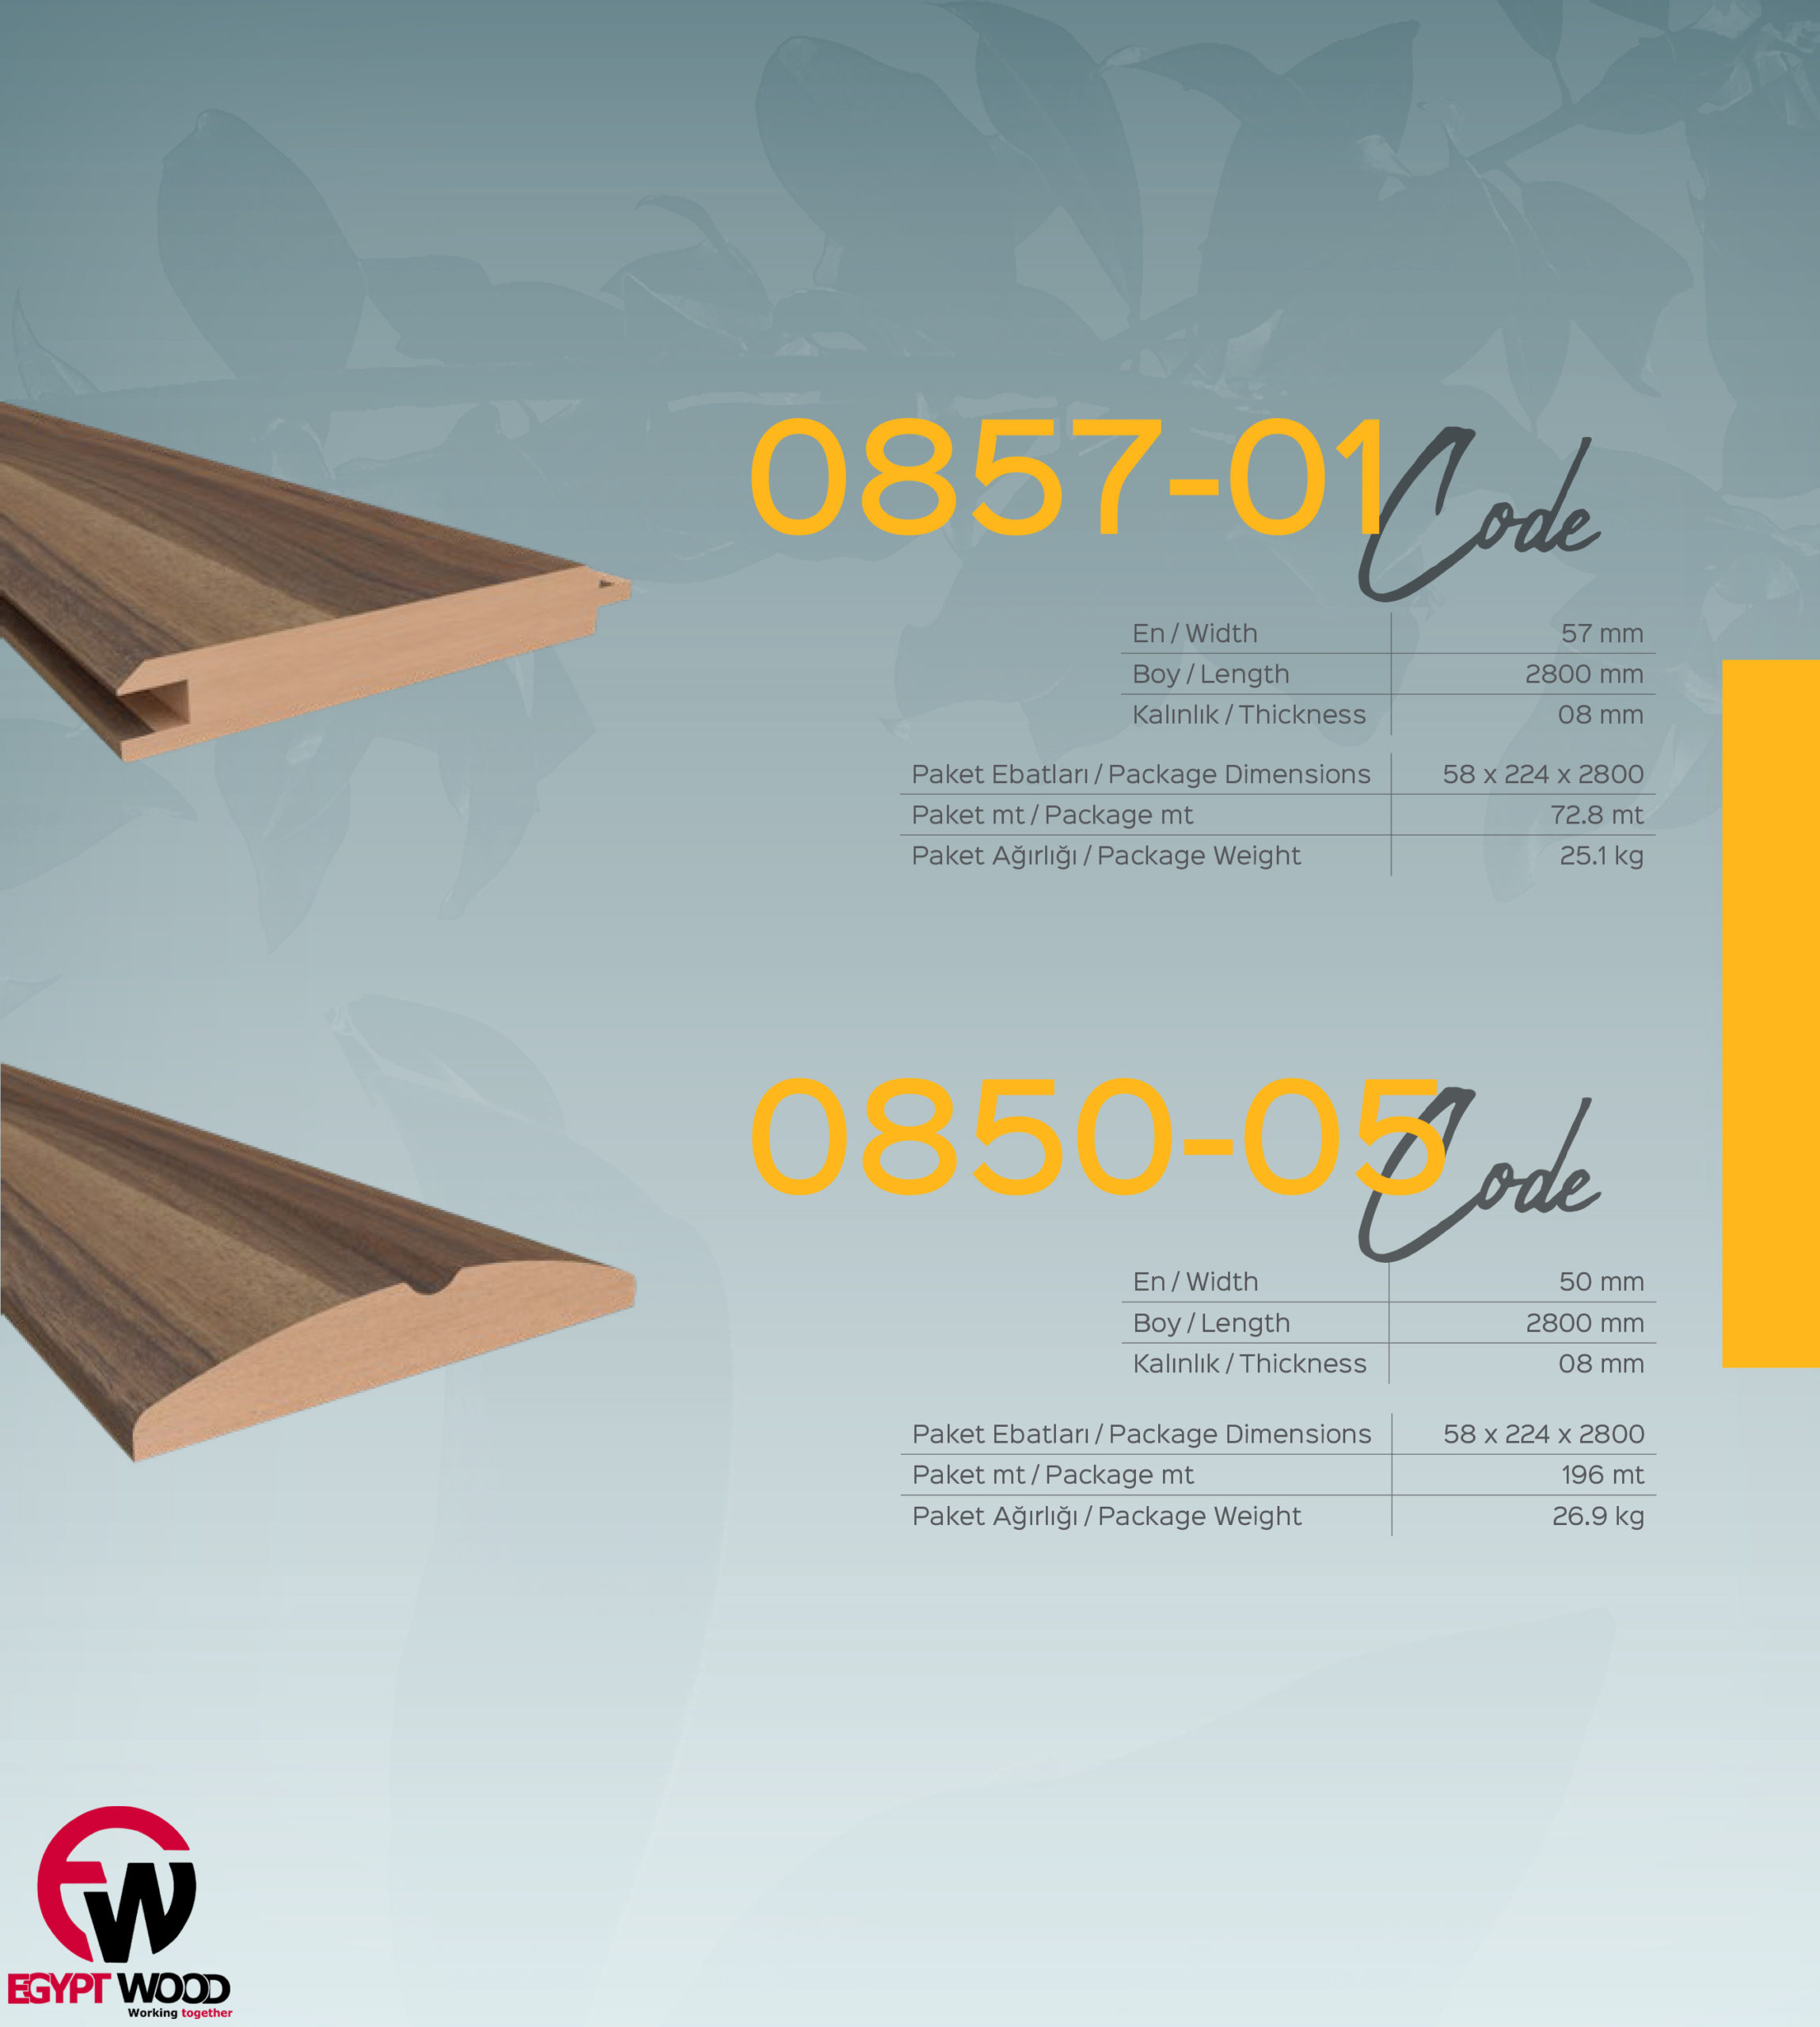 0857-01 Code
En / Width 57 mm
Boy / Length 2800 mm
Kalınlık / Thickness 08 mm
Paket Ebatları / Package Dimensions 58 x 224 x 2800
Paket mt / Package mt 72.8 mt
Paket Ağırlığı / Package Weight 25.1 kg
0850-05 Code
En / Width 50 mm
Boy / Length 2800 mm
Kalınlık / Thickness 08 mm
Paket Ebatları / Package Dimensions 58 x 224 x 2800
Paket mt / Package mt 196 mt
Paket Ağırlığı / Package Weight 26.9 kg
EW
EGYPT WOOD
Working together